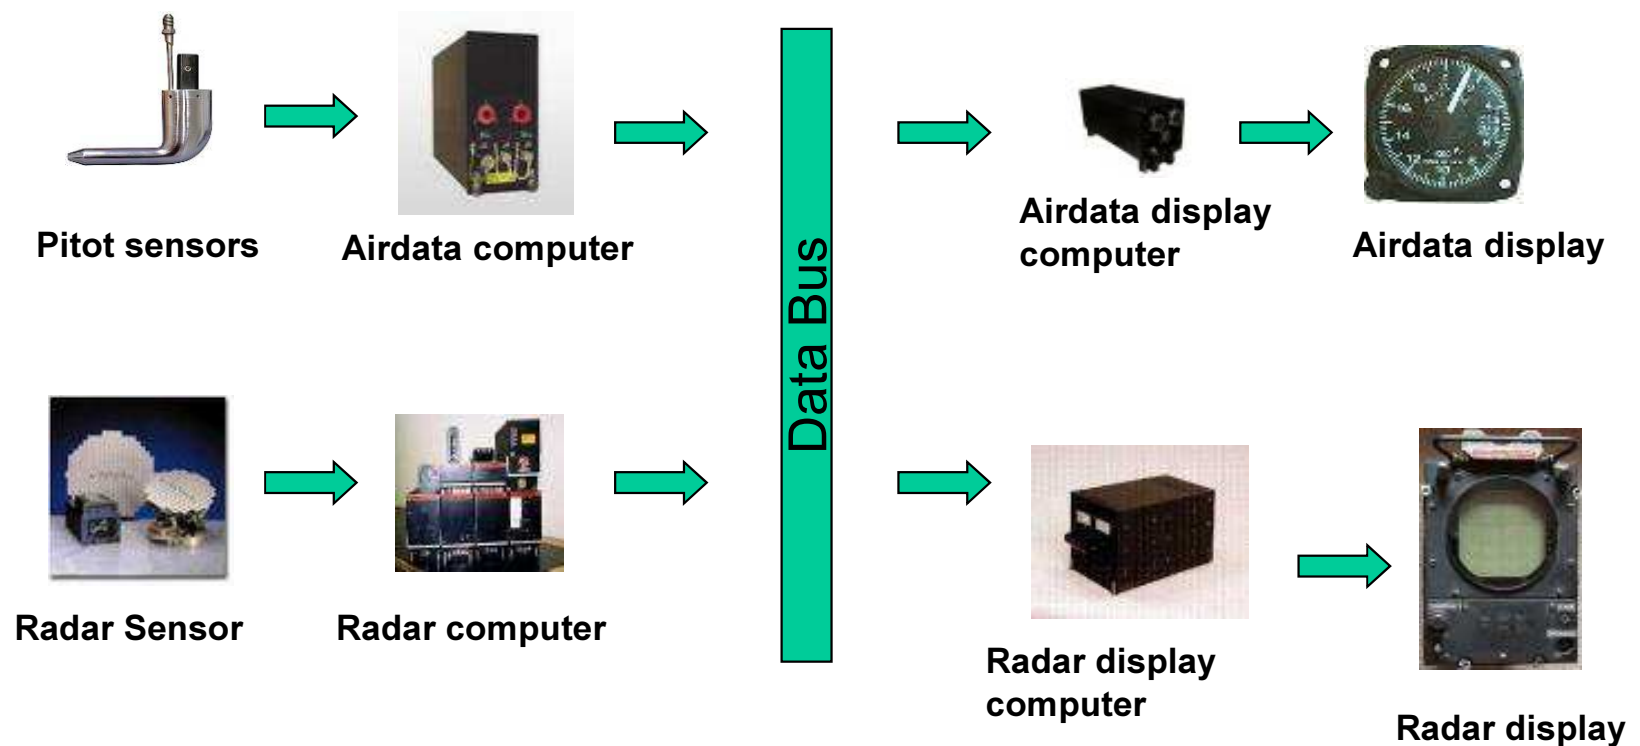 Pitot sensors
Airdata computer
Data Bus
Airdata display
computer
Airdata display
Radar Sensor
Radar computer
Radar display
computer
Radar display